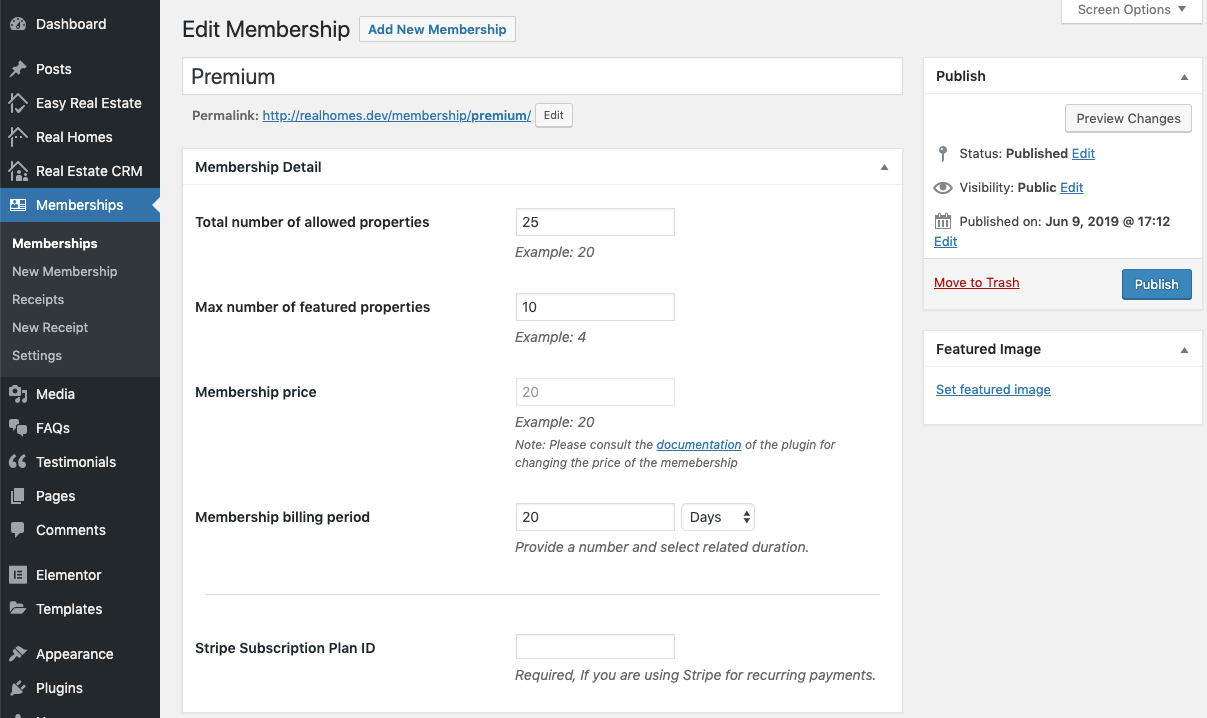 Dashboard
Posts
Easy Real Estate
Real Homes
Real Estate CRM
Memberships
Memberships
New Membership
Receipts
New Receipt
Settings
Media
FAQs
Testimonials
Pages
Comments
Elementor
Templates
Appearance
Plugins
Screen Options
Edit Membership Add New Membership
Premium
Permalink: http://realhomes.dev/membership/premium/ Edit
Membership Detail
Total number of allowed properties 25
Example: 20
Max number of featured properties 10
Example: 4
Membership price 20
Example: 20
Note: Please consult the documentation of the plugin for
changing the price of the memebership
Membership billing period 20 Days
Provide a number and select related duration.
Stripe Subscription Plan ID
Required, If you are using Stripe for recurring payments.
Publish
Preview Changes
Status: Published Edit
Visibility: Public Edit
Published on: Jun 9, 2019 @ 17:12
Edit
Move to Trash Publish
Featured Image
Set featured image